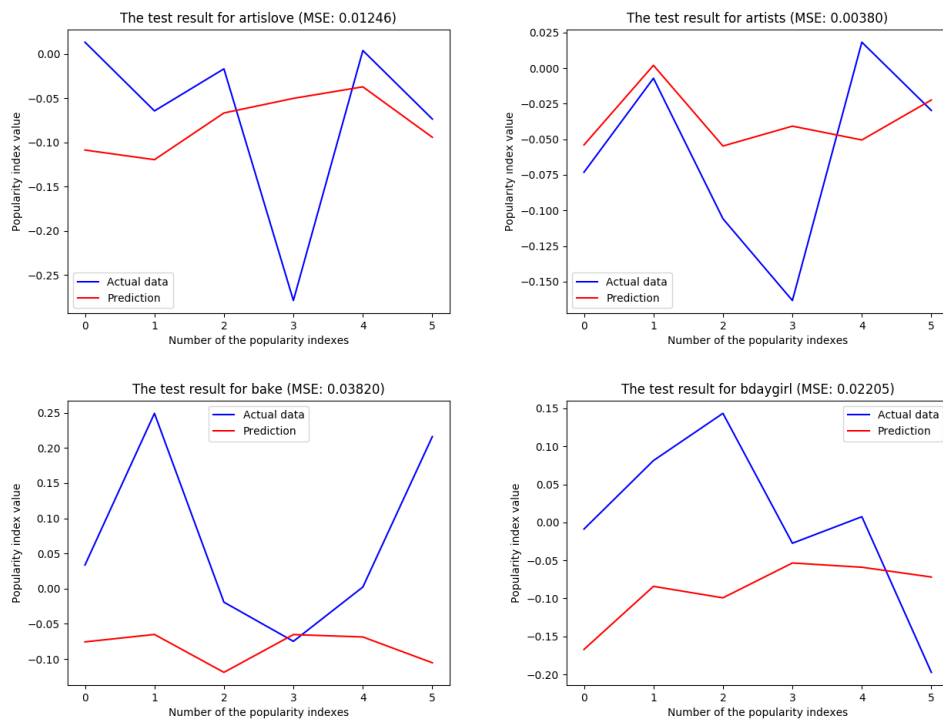 The test result for artislove (MSE: 0.01246)
Popularity index value
0.00
−0.05
−0.10
−0.15
−0.20
−0.25
Actual data
Prediction
0 1 2 3 4 5
Number of the popularity indexes
The test result for artists (MSE: 0.00380)
Popularity index value
0.025
0.000
−0.025
−0.050
−0.075
−0.100
−0.125
−0.150
Actual data
Prediction
0 1 2 3 4 5
Number of the popularity indexes
The test result for bake (MSE: 0.03820)
Popularity index value
0.25
0.20
0.15
0.10
0.05
0.00
−0.05
−0.10
Actual data
Prediction
0 1 2 3 4 5
Number of the popularity indexes
The test result for bdaygirl (MSE: 0.02205)
Popularity index value
0.15
0.10
0.05
0.00
−0.05
−0.10
−0.15
−0.20
Actual data
Prediction
0 1 2 3 4 5
Number of the popularity indexes